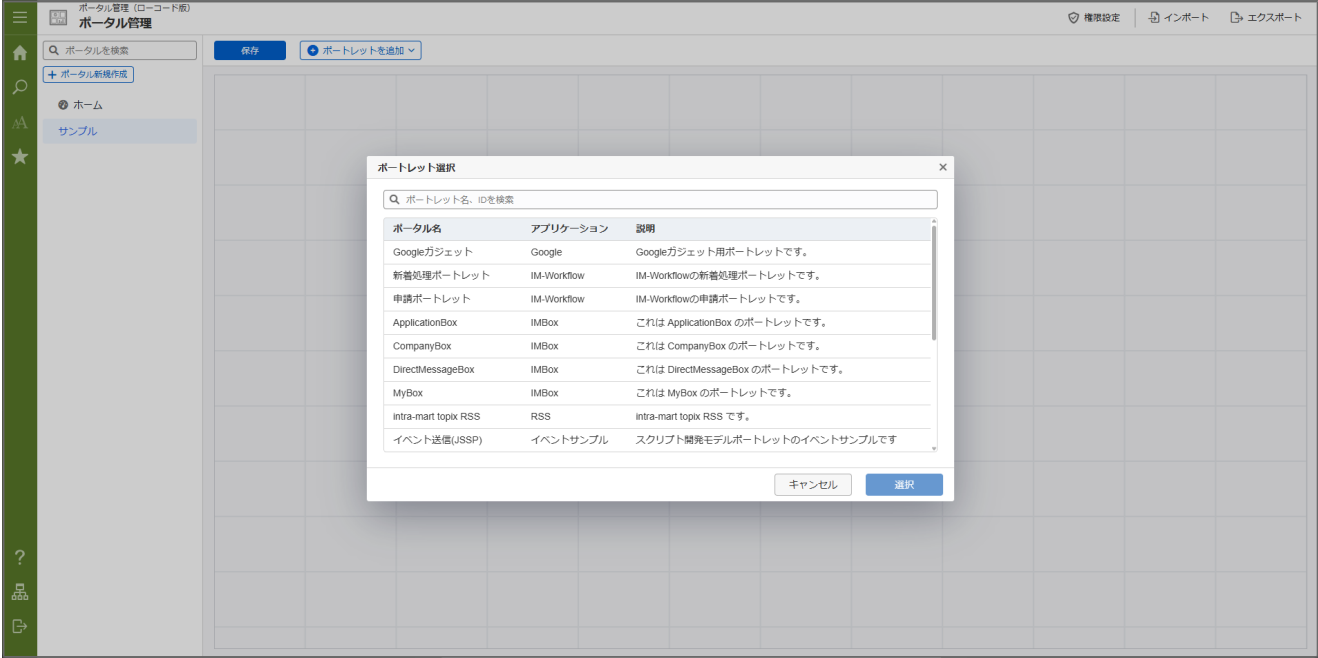 ポータル管理（ローコード版）
ポータル管理
権限設定
インポート
エクスポート
ポータルを検索
保存
ポートレットを追加
ポータル新規作成
ホーム
サンプル
ポートレット選択
ポートレット名、IDを検索
ポータル名 アプリケーション 説明
Googleガジェット Google Googleガジェット用ポートレットです。
新着処理ポートレット IM-Workflow IM-Workflowの新着処理ポートレットです。
申請ポートレット IM-Workflow IM-Workflowの申請ポートレットです。
ApplicationBox IMBox これは ApplicationBox のポートレットです。
CompanyBox IMBox これは CompanyBox のポートレットです。
DirectMessageBox IMBox これは DirectMessageBox のポートレットです。
MyBox IMBox これは MyBox のポートレットです。
intra-mart topix RSS RSS intra-mart topix RSS です。
イベント送信(JSSP) イベントサンプル スクリプト開発モデルポートレットのイベントサンプルです
キャンセル
選択